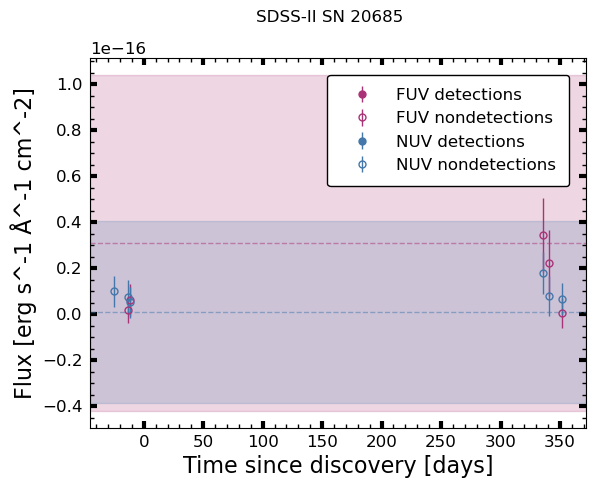 SDSS-II SN 20685
1e−16
FUV detections
FUV nondetections
NUV detections
NUV nondetections
1.0
0.8
0.6
0.4
0.2
0.0
−0.2
−0.4
Flux [erg s^-1 Å^-1 cm^-2]
0 50 100 150 200 250 300 350
Time since discovery [days]